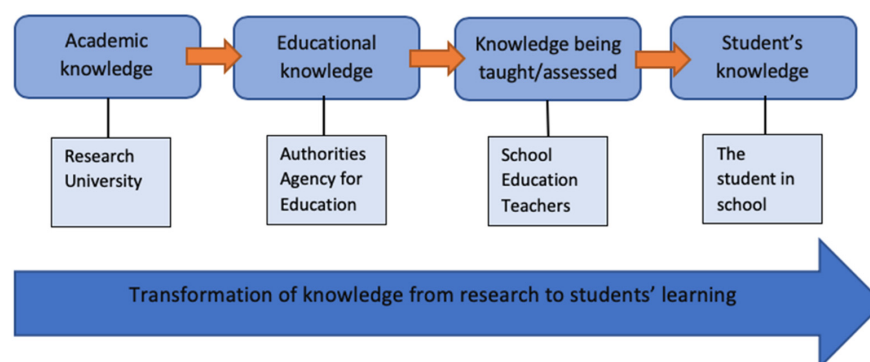 Academic
knowledge
Educational
knowledge
Knowledge being
taught/assessed
Student's
knowledge
Research
University
Authorities
Agency for
Education
School
Education
Teachers
The
student in
school
Transformation of knowledge from research to students' learning